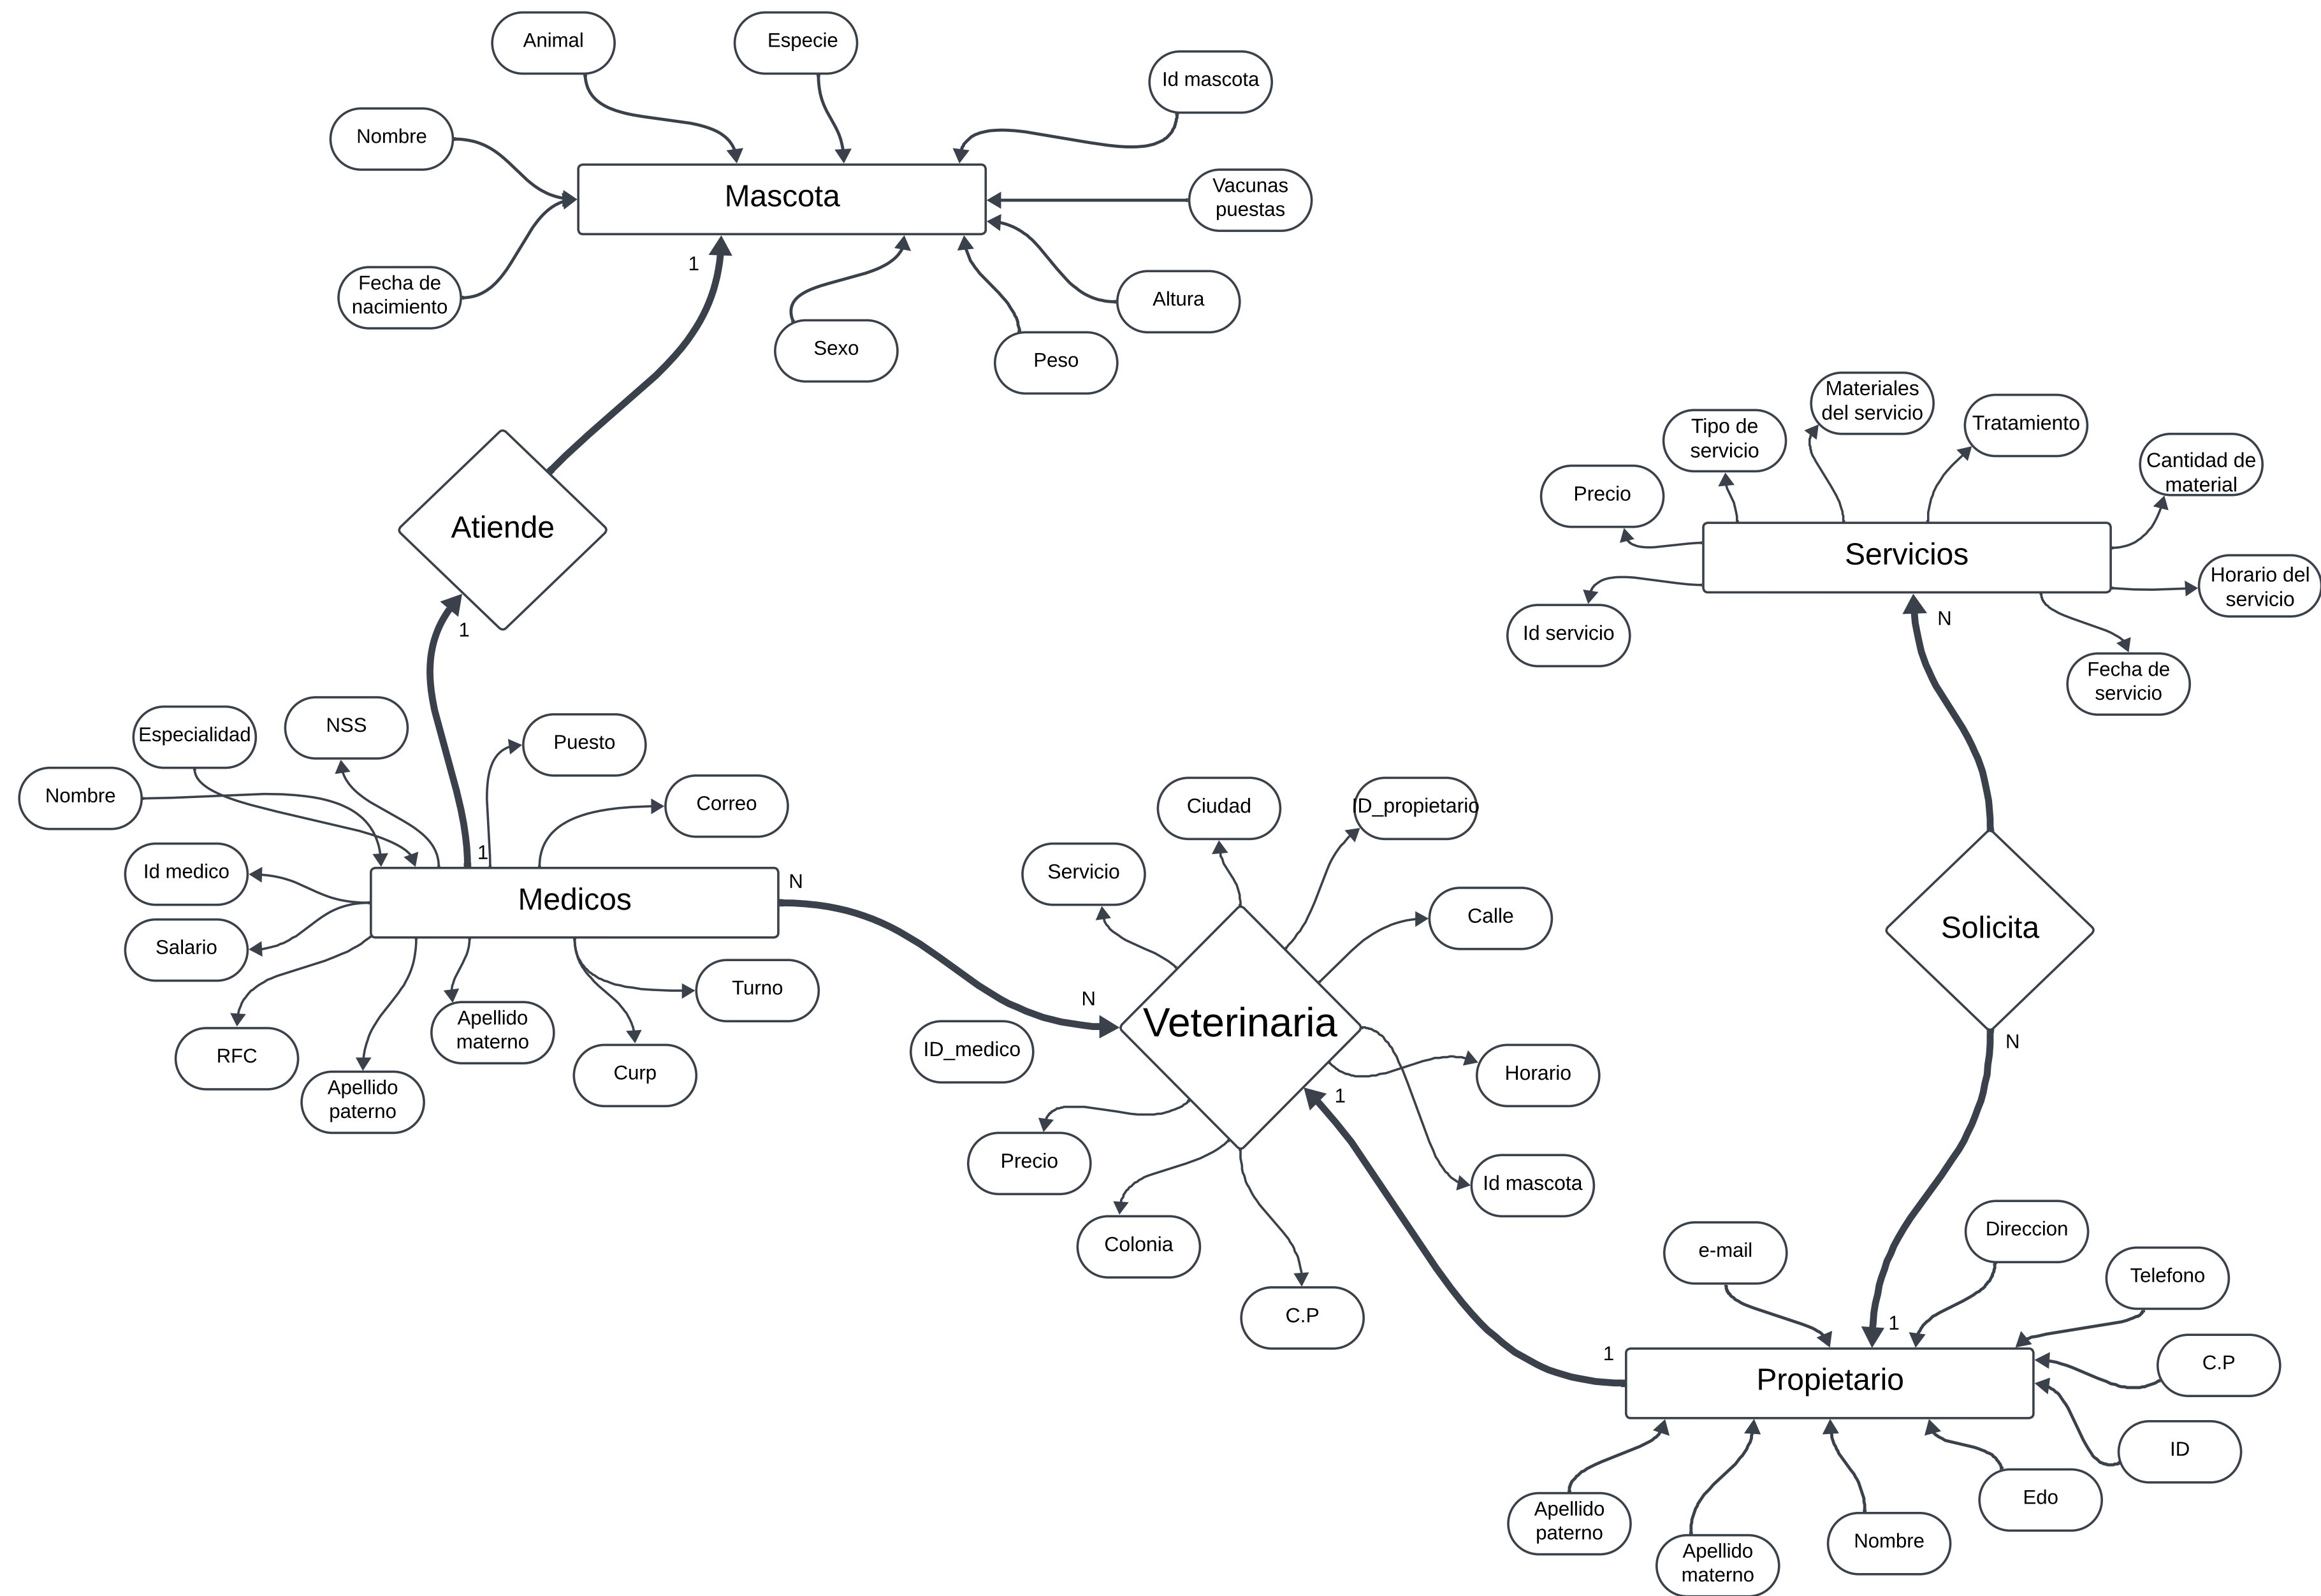 Animal
Especie
Id mascota
Nombre
Mascota
Vacunas
puestas
Fecha de
nacimiento
1
Altura
Sexo
Peso
Atiende
1
Materiales
del servicio
Tipo de
servicio
Tratamiento
Cantidad de
material
Precio
Servicios
Horario del
servicio
Id servicio
N
Fecha de
servicio
Especialidad
NSS
Puesto
Nombre
Correo
1
Id medico
Medicos
N
Salario
Turno
RFC
Apellido
materno
Apellido
paterno
Curp
Ciudad
ID_propietario
Servicio
Calle
N
Veterinaria
ID_medico
Horario
1
Precio
Id mascota
Colonia
C.P
Solicita
N
e-mail
Direccion
Telefono
1
1
Propietario
C.P
ID
Edo
Apellido
paterno
Apellido
materno
Nombre